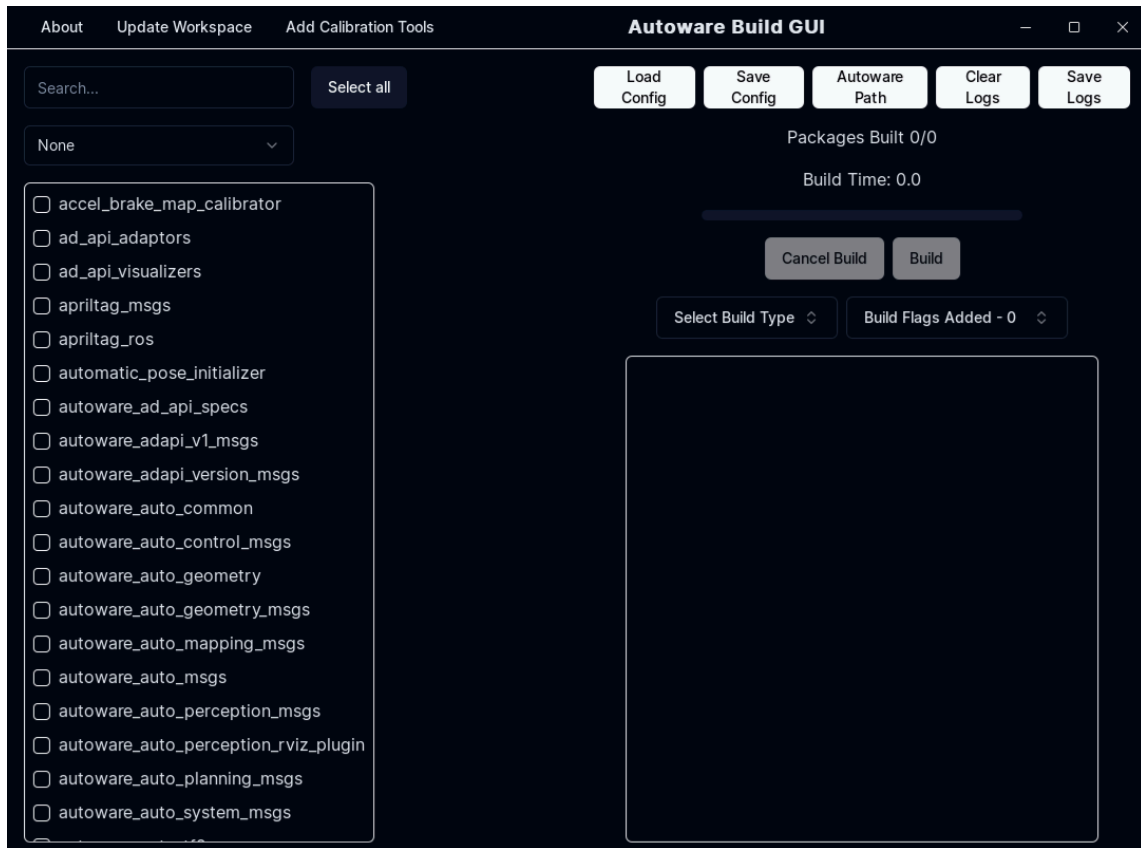 About Update Workspace Add Calibration Tools Autoware Build GUI
Search...
Select all
None
accel_brake_map_calibrator
ad_api_adaptors
ad_api_visualizers
apriltag_msgs
apriltag_ros
automatic_pose_initializer
autoware_ad_api_specs
autoware_adapi_v1_msgs
autoware_adapi_version_msgs
autoware_auto_common
autoware_auto_control_msgs
autoware_auto_geometry
autoware_auto_geometry_msgs
autoware_auto_mapping_msgs
autoware_auto_msgs
autoware_auto_perception_msgs
autoware_auto_perception_rviz_plugin
autoware_auto_planning_msgs
autoware_auto_system_msgs
Load
Config
Save
Config
Autoware
Path
Clear
Logs
Save
Logs
Packages Built 0/0
Build Time: 0.0
Cancel Build
Build
Select Build Type
Build Flags Added - 0